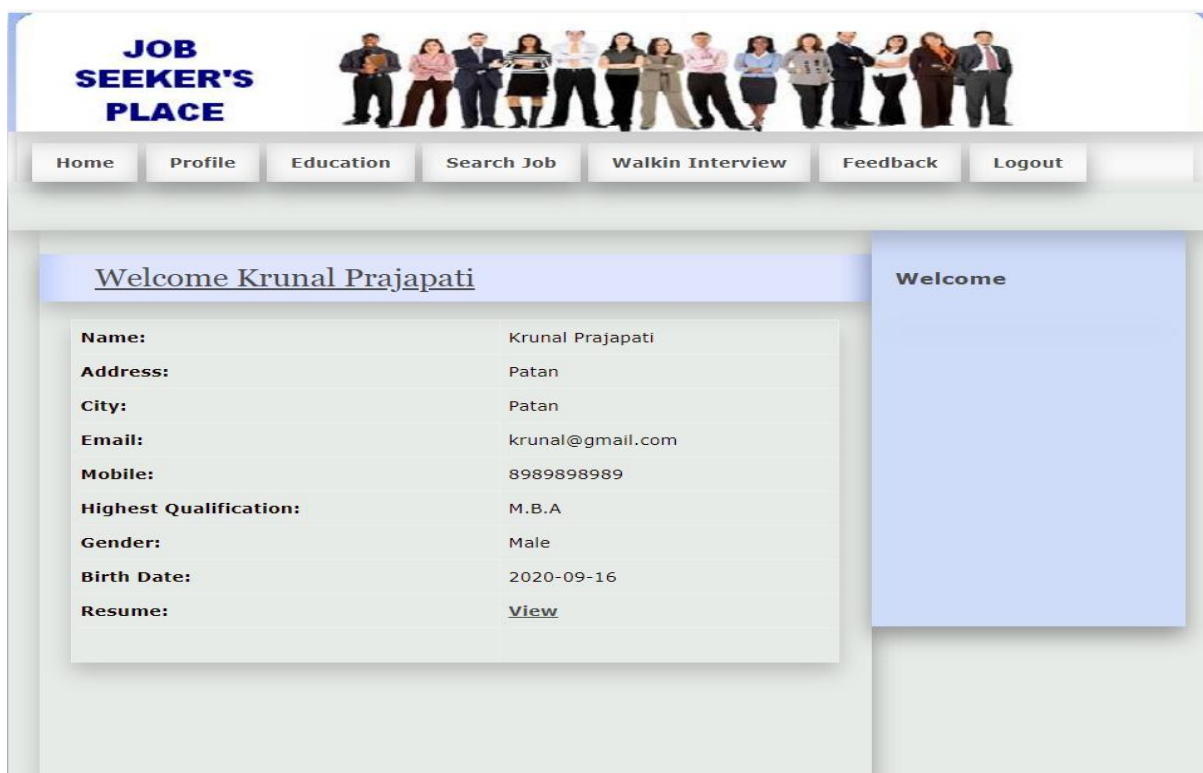 JOB
SEEKER'S
PLACE
Home Profile Education Search Job Walkin Interview Feedback Logout
Welcome Krunal Prajapati
Name: Krunal Prajapati
Address: Patan
City: Patan
Email: krunal@gmail.com
Mobile: 8989898989
Highest Qualification: M.B.A
Gender: Male
Birth Date: 2020-09-16
Resume: View
Welcome